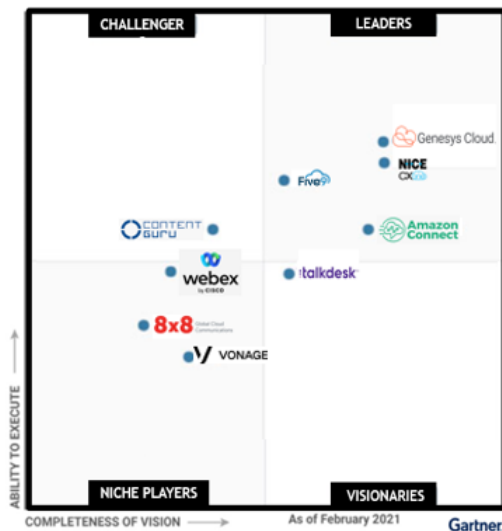 CHALLENGER
LEADERS
Genesys Cloud.
NICE
CXone
Five9
CONTENT
GURU
Amazon
Connect
webex
by CISCO
talkdesk
8x8
Global Cloud
Communications
VONAGE
ABILITY TO EXECUTE
NICHE PLAYERS
VISIONARIES
COMPLETENESS OF VISION
As of February 2021
Gartner